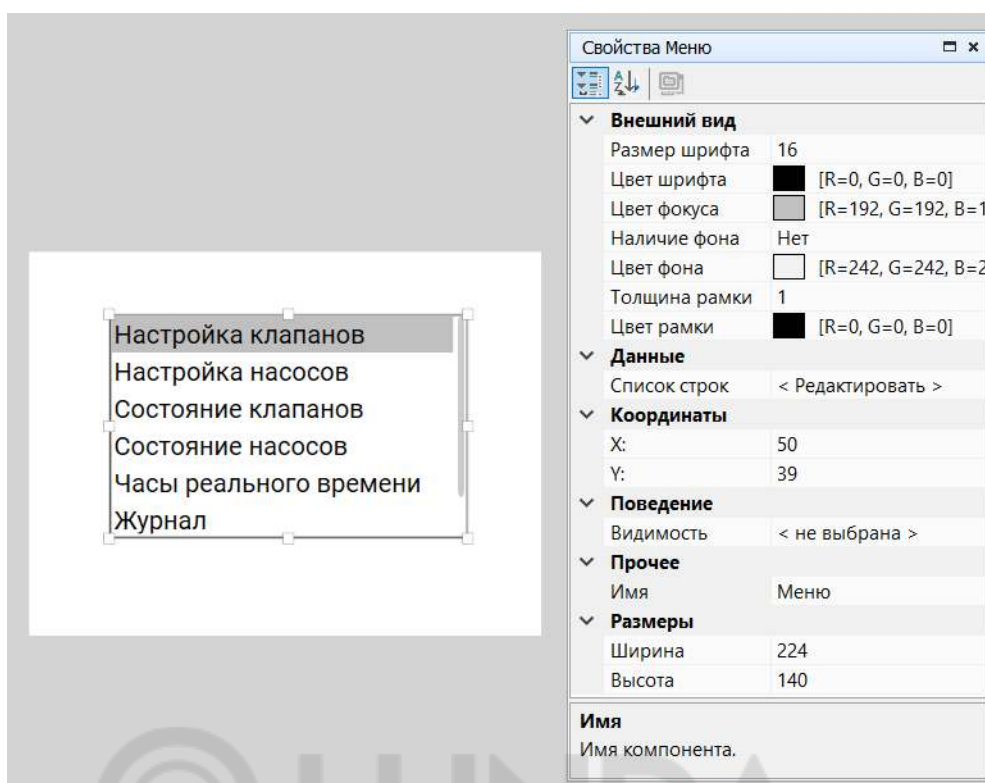 Свойства Меню
Внешний вид
Размер шрифта 16
Цвет шрифта [R=0, G=0, B=0]
Цвет фокуса [R=192, G=192, B=1
Наличие фона Нет
Цвет фона [R=242, G=242, B=2
Толщина рамки 1
Цвет рамки [R=0, G=0, B=0]
Данные
Список строк < Редактировать >
Координаты
X: 50
Y: 39
Поведение
Видимость < не выбрана >
Прочее
Имя Меню
Размеры
Ширина 224
Высота 140
Имя
Имя компонента.
Настройка клапанов
Настройка насосов
Состояние клапанов
Состояние насосов
Часы реального времени
Журнал